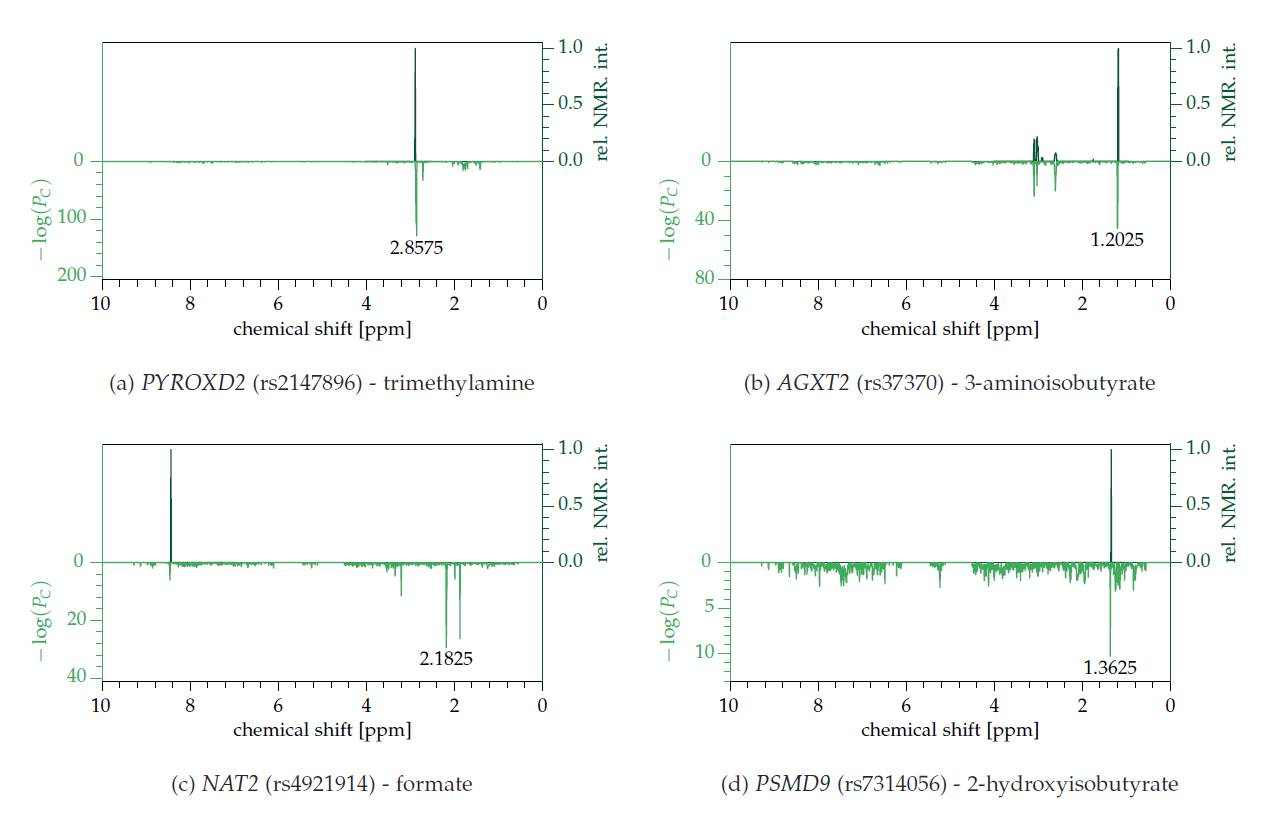 1.0
0.5
0.0
rel. NMR. int.
0
100
200
−log(P_C)
2.8575
10 8 6 4 2 0
chemical shift [ppm]
(a) PYROXD2 (rs2147896) - trimethylamine
1.0
0.5
0.0
rel. NMR. int.
0
40
80
−log(P_C)
1.2025
10 8 6 4 2 0
chemical shift [ppm]
(b) AGXT2 (rs37370) - 3-aminoisobutyrate
1.0
0.5
0.0
rel. NMR. int.
0
20
40
−log(P_C)
2.1825
10 8 6 4 2 0
chemical shift [ppm]
(c) NAT2 (rs4921914) - formate
1.0
0.5
0.0
rel. NMR. int.
0
5
10
−log(P_C)
1.3625
10 8 6 4 2 0
chemical shift [ppm]
(d) PSMD9 (rs7314056) - 2-hydroxyisobutyrate